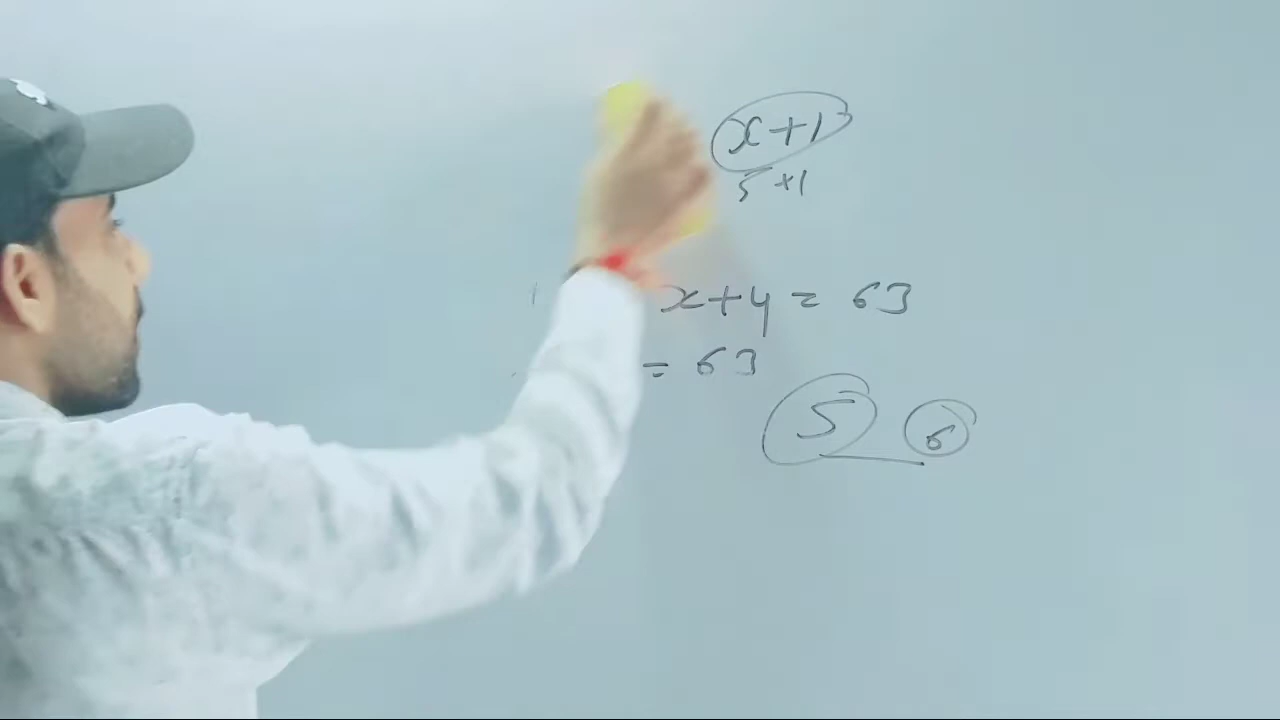 x+1
5+1
x+4 = 63
= 63
5 6